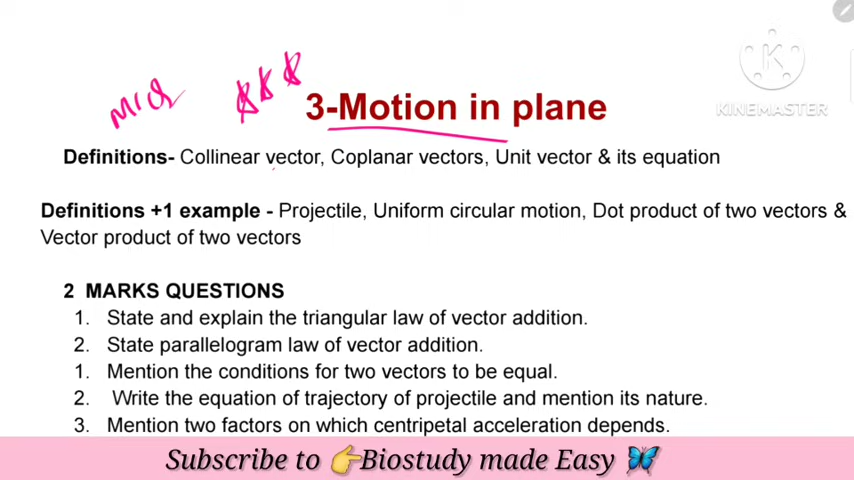 MCQ
KINEMASTER
3-Motion in plane
Definitions- Collinear vector, Coplanar vectors, Unit vector & its equation
Definitions +1 example - Projectile, Uniform circular motion, Dot product of two vectors &
Vector product of two vectors
2 MARKS QUESTIONS
1. State and explain the triangular law of vector addition.
2. State parallelogram law of vector addition.
1. Mention the conditions for two vectors to be equal.
2. Write the equation of trajectory of projectile and mention its nature.
3. Mention two factors on which centripetal acceleration depends.
Subscribe to 👉Biostudy made Easy 🦋